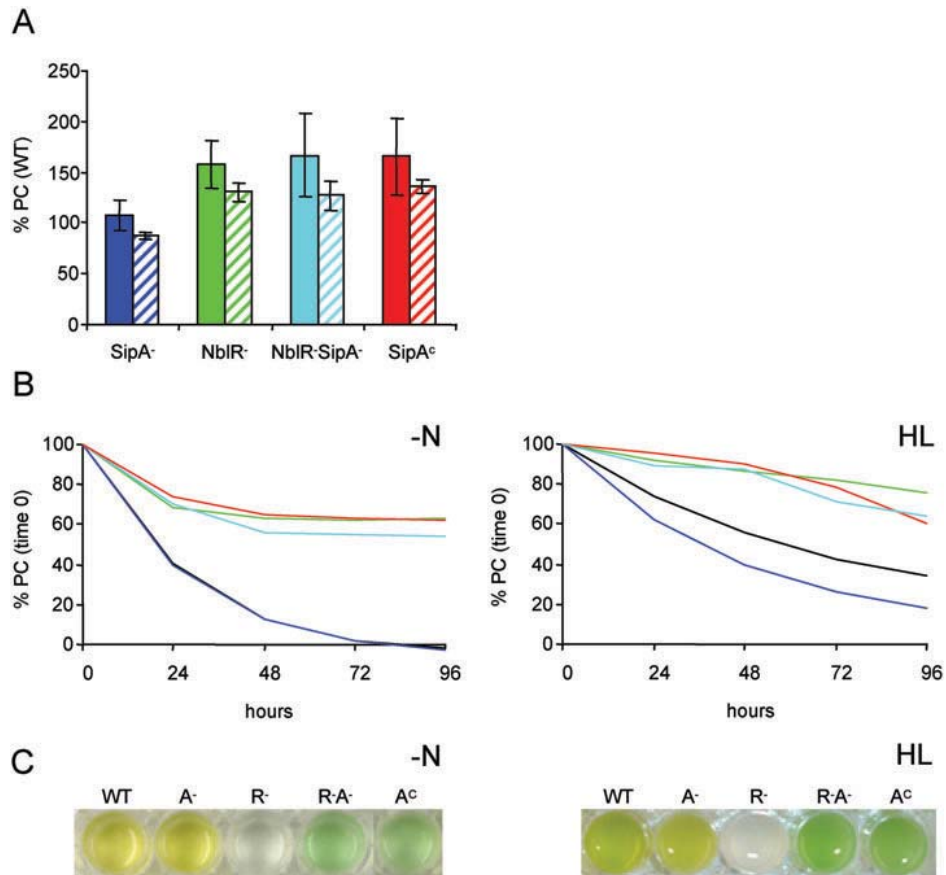 A
250
200
150
100
50
0
% PC (WT)
SipA- NblR- NblR-SipA- SipAc
B
-N
100
80
60
40
20
0
% PC (time 0)
0 24 48 72 96
hours
HL
100
80
60
40
20
0
% PC (time 0)
0 24 48 72 96
hours
C
-N
WT A- R- R-A- AC
HL
WT A- R- R-A- AC